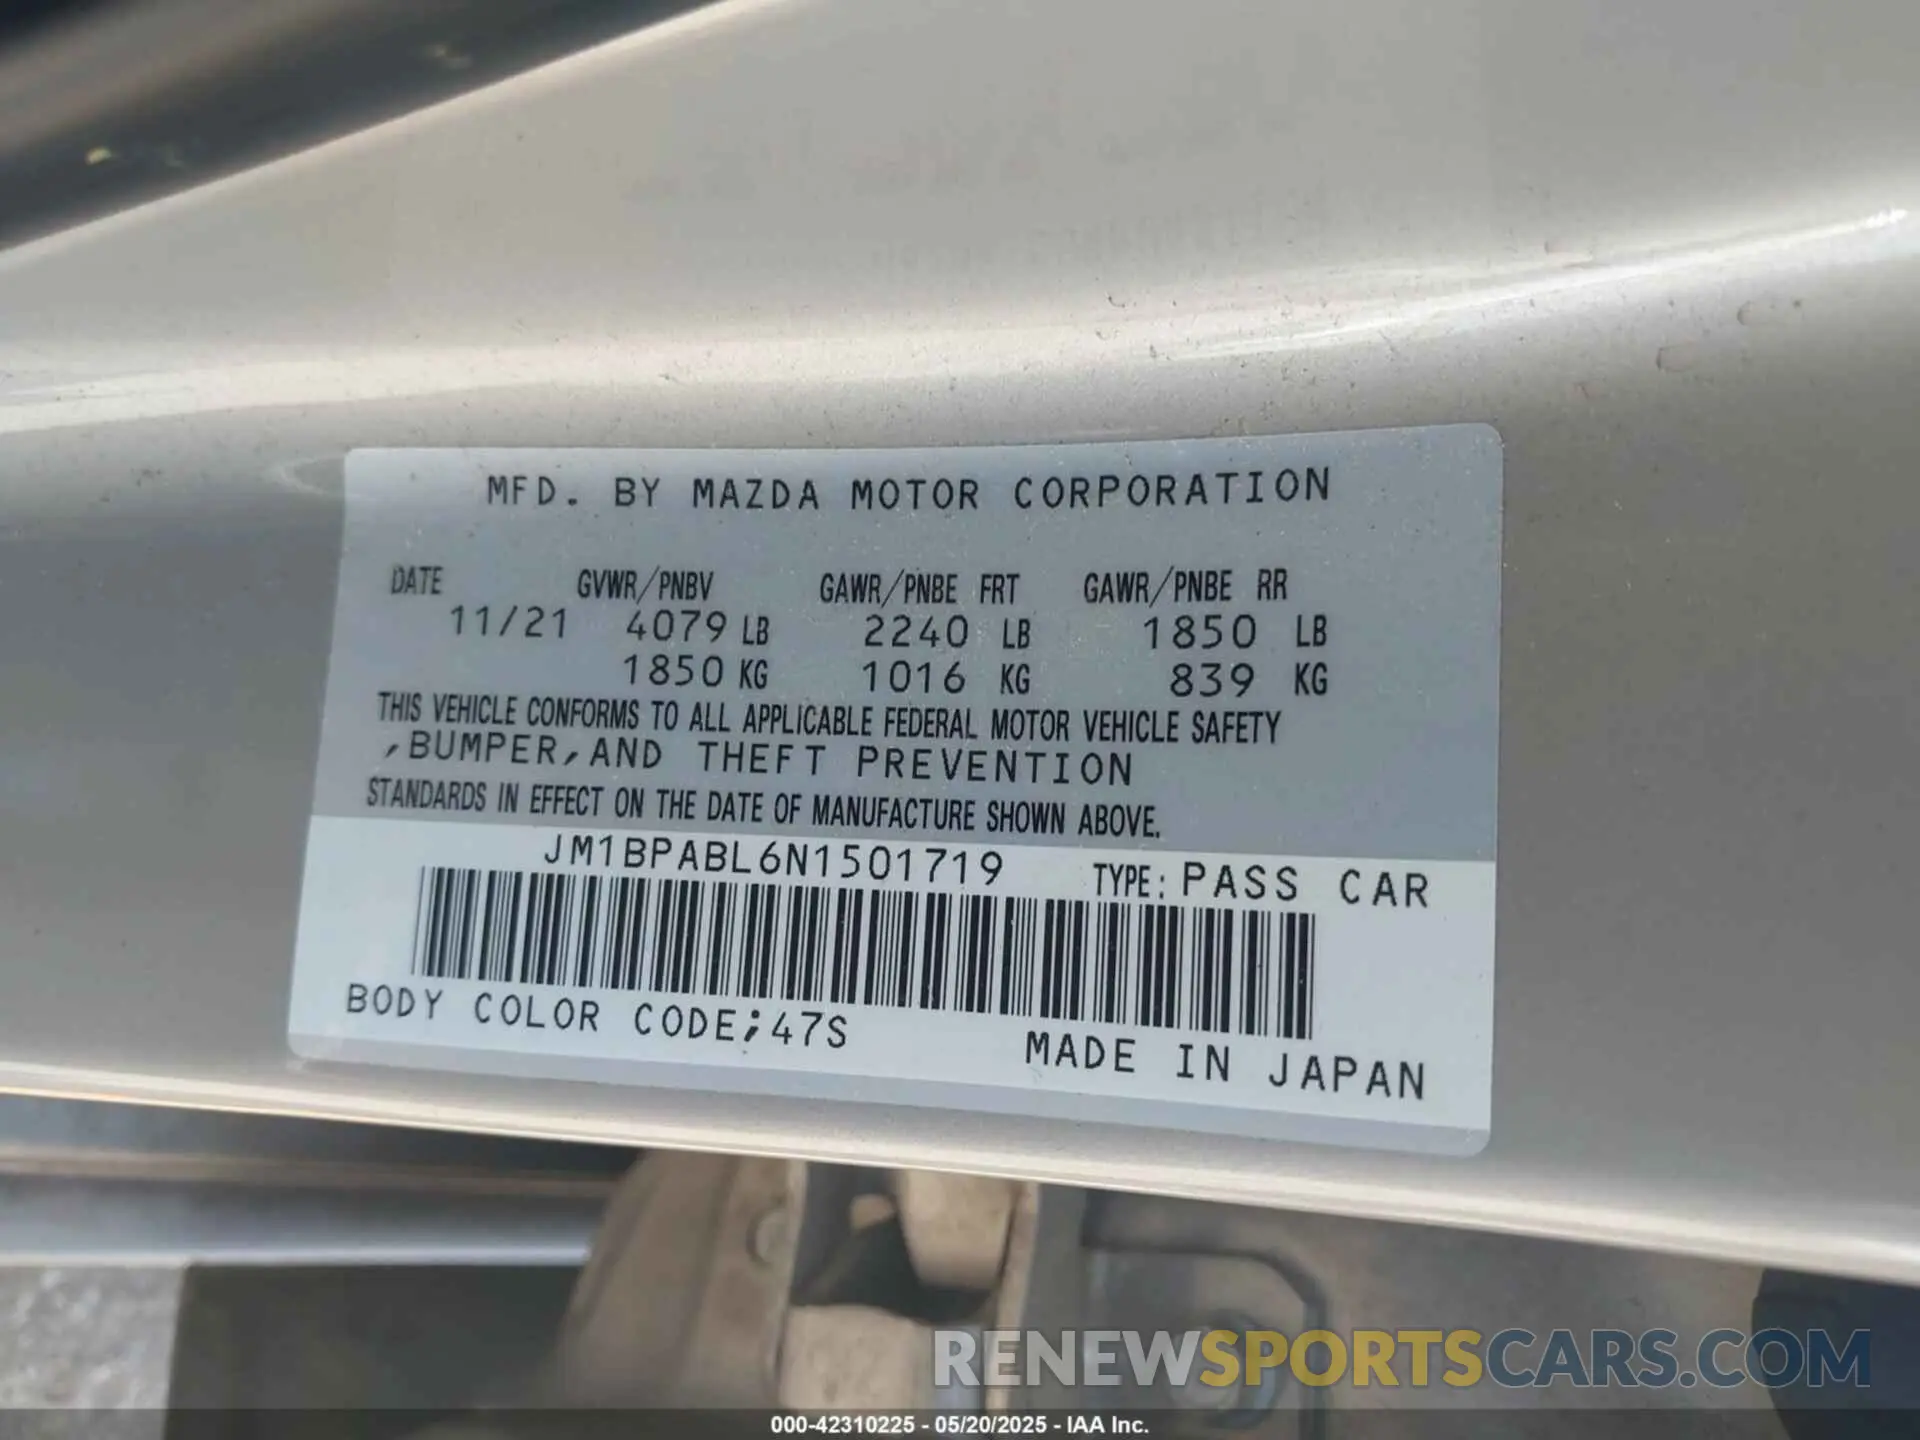 MFD. BY MAZDA MOTOR CORPORATION
DATE GVWR/PNBV GAWR/PNBE FRT GAWR/PNBE RR
11/21 4079 LB 2240 LB 1850 LB
1850 KG 1016 KG 839 KG
THIS VEHICLE CONFORMS TO ALL APPLICABLE FEDERAL MOTOR VEHICLE SAFETY
,BUMPER,AND THEFT PREVENTION
STANDARDS IN EFFECT ON THE DATE OF MANUFACTURE SHOWN ABOVE.
JM1BPABL6N1501719 TYPE: PASS CAR
BODY COLOR CODE;47S
MADE IN JAPAN
RENEWSPORTSCARS.COM
000-42310225 - 05/20/2025 - IAA Inc.